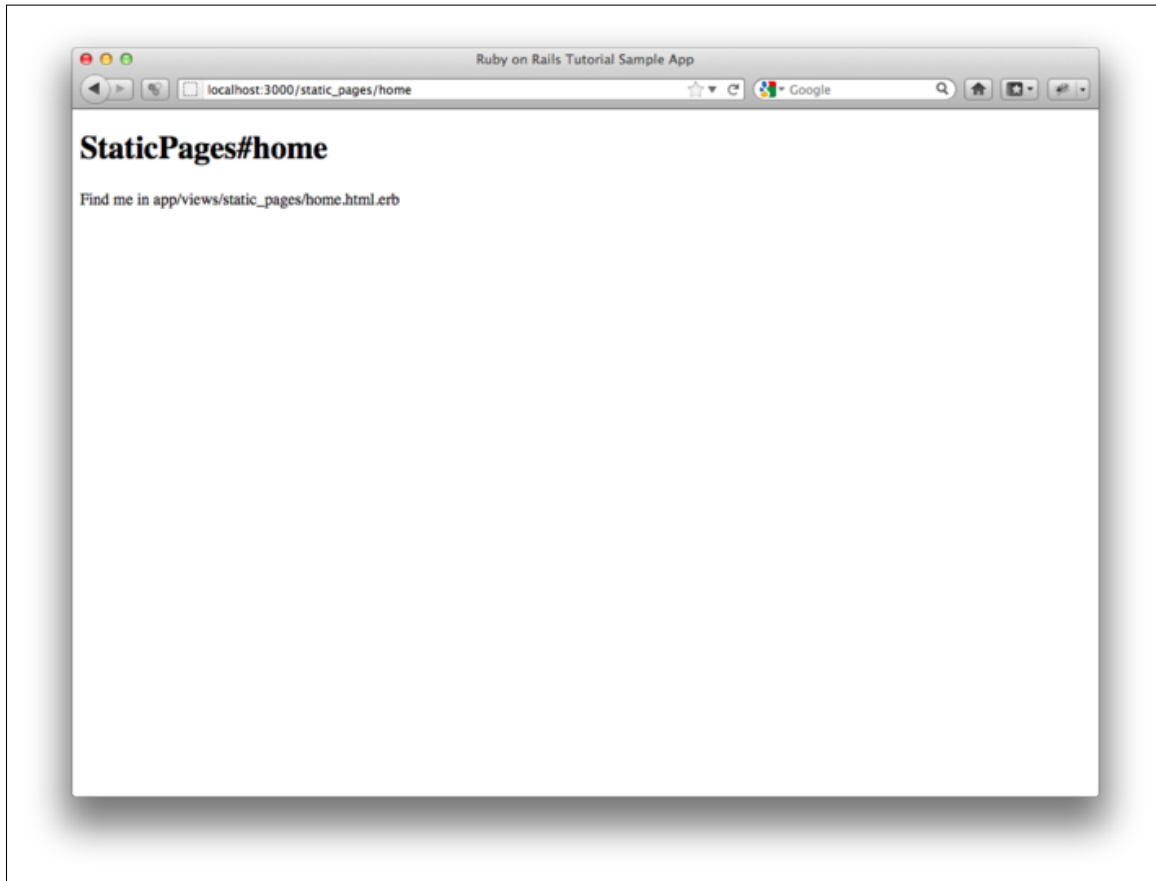 Ruby on Rails Tutorial Sample App
localhost:3000/static_pages/home
Google
StaticPages#home
Find me in app/views/static_pages/home.html.erb